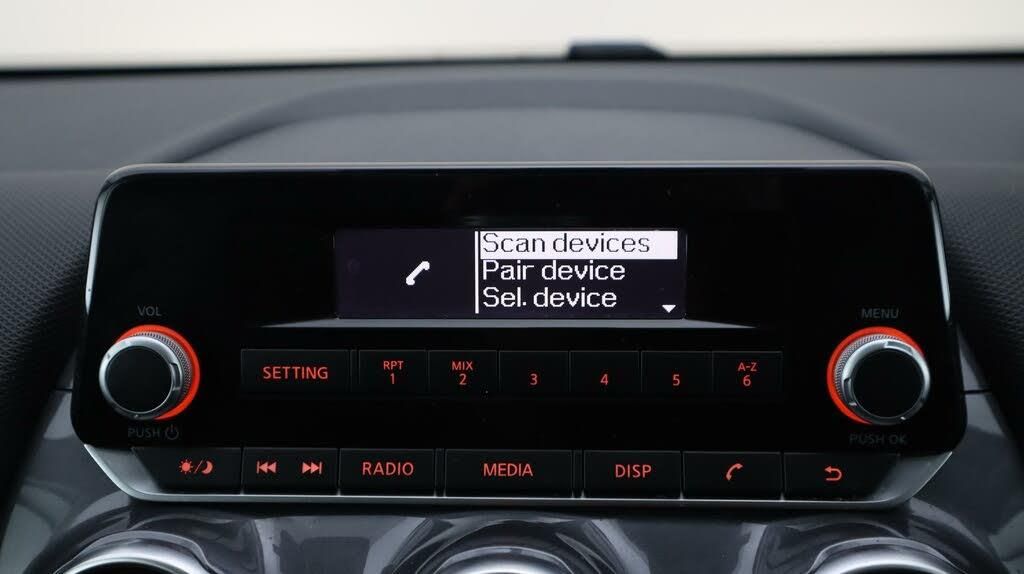 Scan devices
Pair device
Sel. device
VOL
MENU
SETTING
RPT
1
MIX
2
3
4
5
A-Z
6
PUSH
PUSH OK
RADIO
MEDIA
DISP